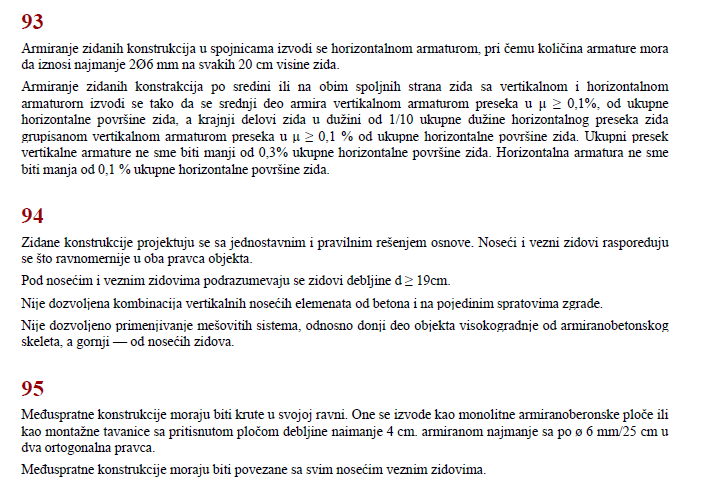 93
Armiranje zidanih konstrukcija u spojnicama izvodi se horizontalnom armaturom, pri čemu količina armature mora
da iznosi najmanje 2Ø6 mm na svakih 20 cm visine zida.
Armiranje zidanih konstrakcija po sredini ili na obim spoljnih strana zida sa vertikalnom i horizontalnom
armaturorn izvodi se tako da se srednji deo armira vertikalnom armaturom preseka u μ ≥ 0,1%, od ukupne
horizontalne površine zida, a krajnji delovi zida u dužini od 1/10 ukupne dužine horizontalnog preseka zida
grupisanom vertikalnom armaturom preseka u μ ≥ 0,1 % od ukupne horizontalne površine zida. Ukupni presek
vertikalne armature ne sme biti manji od 0,3% ukupne horizontalne površine zida. Horizontalna armatura ne sme
biti manja od 0,1 % ukupne horizontalne površine zida.
94
Zidane konstrukcije projektuju se sa jednostavnim i pravilnim rešenjem osnove. Noseći i vezni zidovi raspoređuju
se što ravnomernije u oba pravca objekta.
Pod nosećim i veznim zidovima podrazumevaju se zidovi debljine d ≥ 19cm.
Nije dozvoljena kombinacija vertikalnih nosećih elemenata od betona i na pojedinim spratovima zgrade.
Nije dozvoljeno primenjivanje mešovitih sistema, odnosno donji deo objekta visokogradnje od armiranobetonskog
skeleta, a gornji — od nosećih zidova.
95
Međuspratne konstrukcije moraju biti krute u svojoj ravni. One se izvode kao monolitne armiranoberonske ploče ili
kao montažne tavanice sa pritisnutom pločom debljine naimanje 4 cm. armiranom najmanje sa po ø 6 mm/25 cm u
dva ortogonalna pravca.
Međuspratne konstrukcije moraju biti povezane sa svim nosećim veznim zidovima.